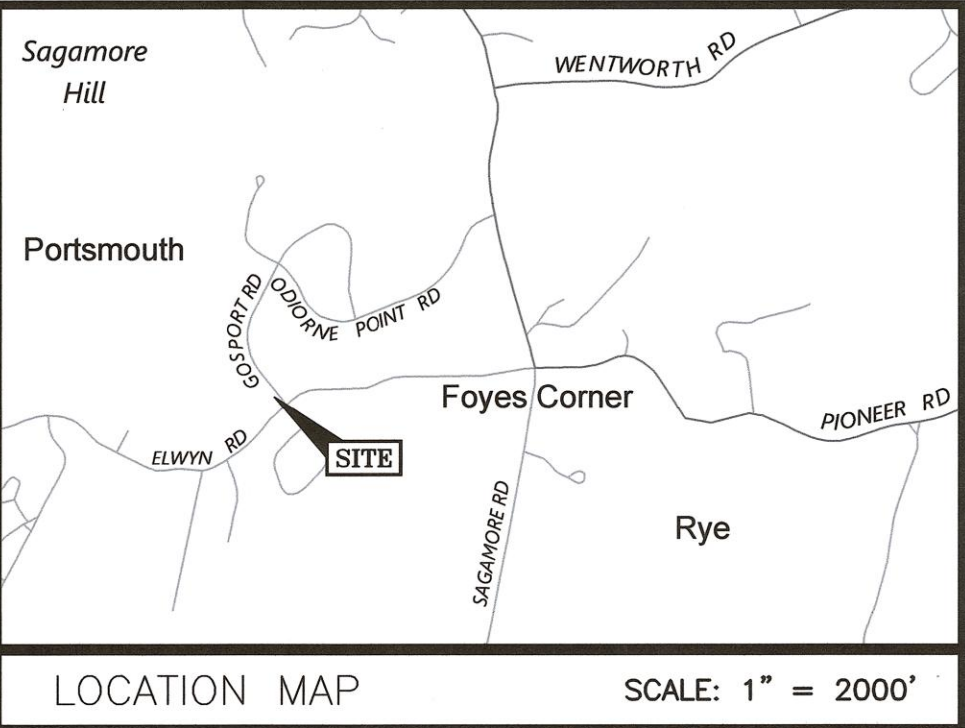 Sagamore
Hill
WENTWORTH RD
Portsmouth
GOSPORT RD
ODIORNE POINT RD
Foyes Corner
PIONEER RD
ELWYN RD
SITE
SAGAMORE RD
Rye
LOCATION MAP
SCALE: 1" = 2000'